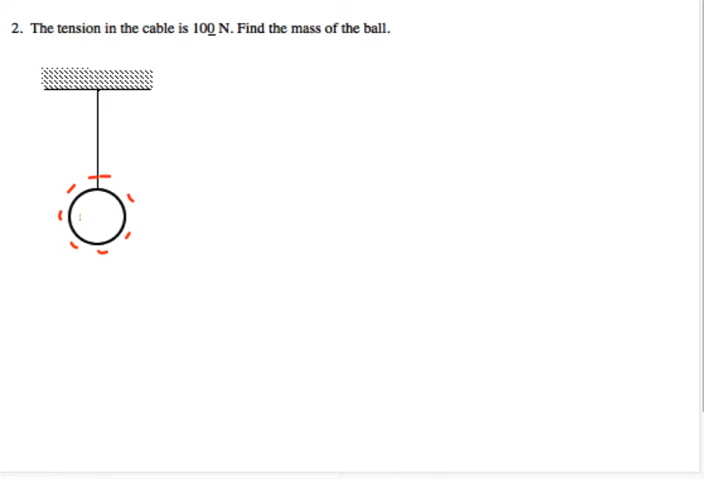 2. The tension in the cable is 100 N. Find the mass of the ball.